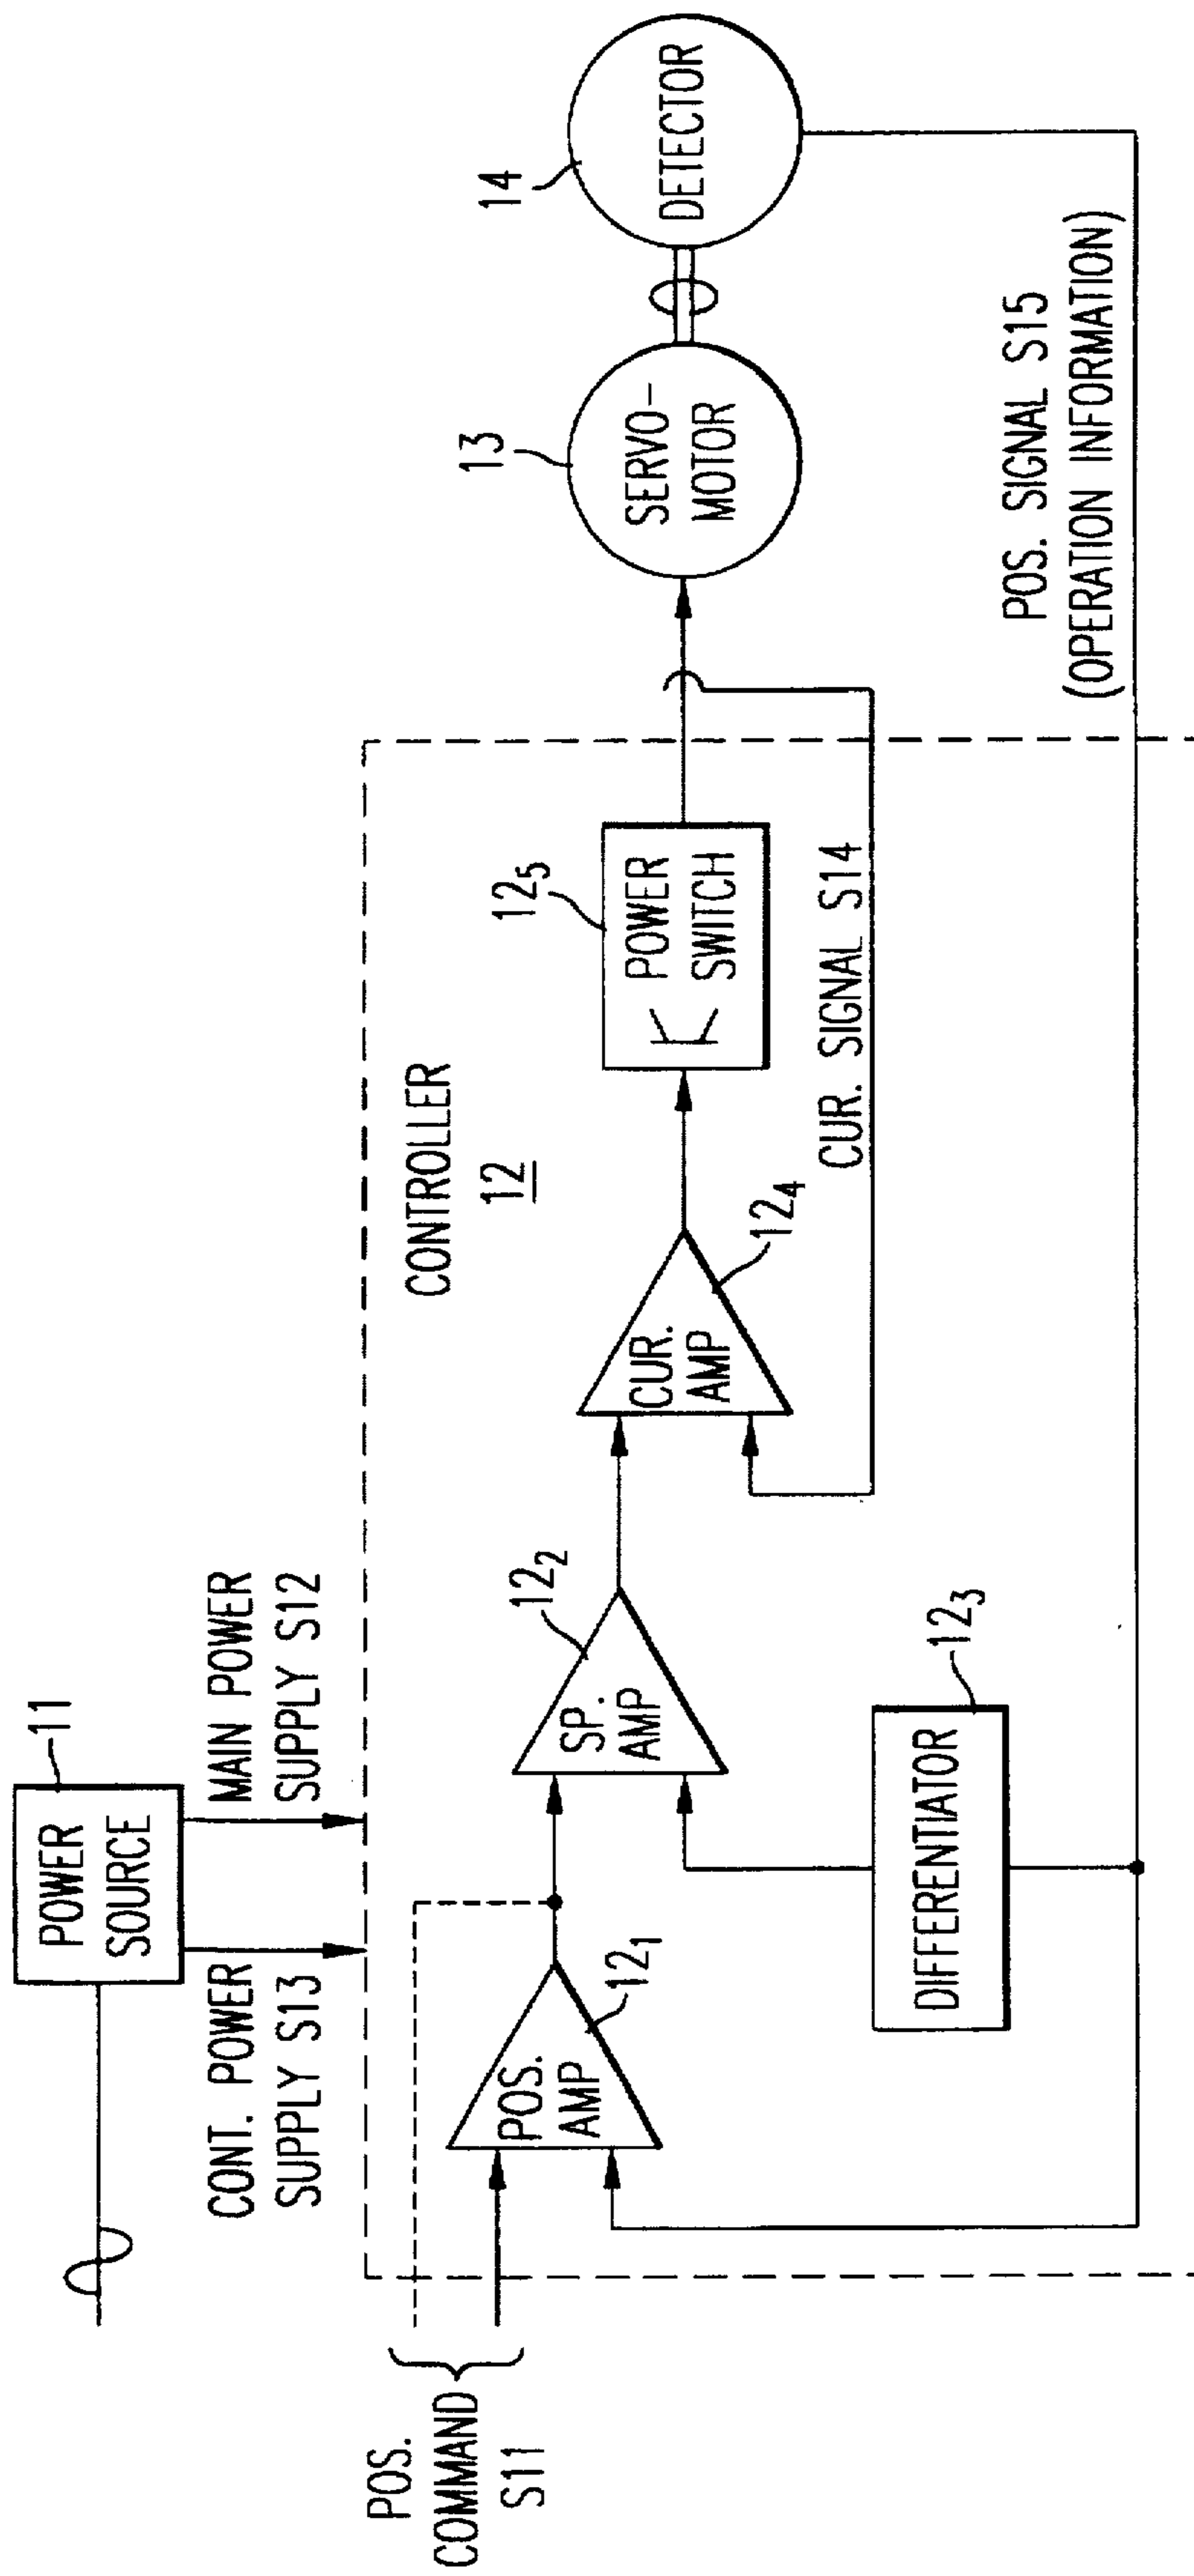 POWER
SOURCE
11
CONT. POWER
SUPPLY S13
MAIN POWER
SUPPLY S12
POS.
COMMAND
S11
CONTROLLER
12
POS.
AMP
12₁
SP.
AMP
12₂
DIFFERENTIATOR
12₃
CUR.
AMP
12₄
POWER
SWITCH
12₅
CUR. SIGNAL S14
SERVO-
MOTOR
13
DETECTOR
14
POS. SIGNAL S15
(OPERATION INFORMATION)